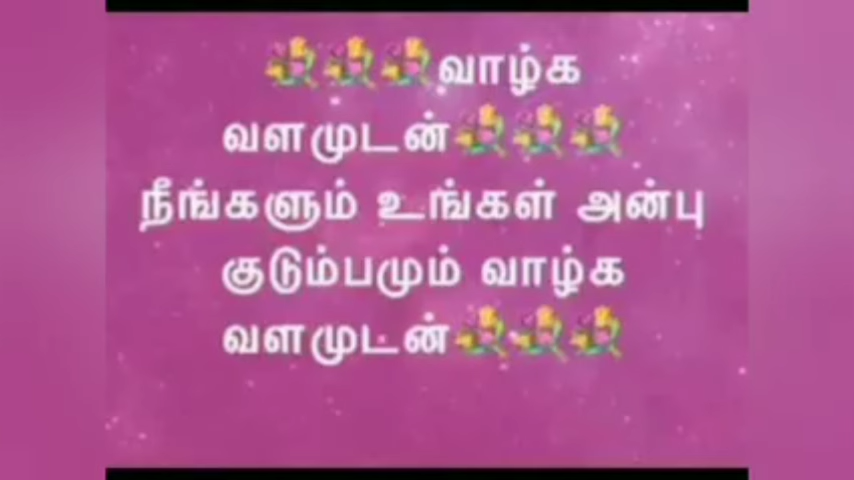 💐💐💐வாழ்க
வளமுடன்💐💐💐
நீங்களும் உங்கள் அன்பு
குடும்பமும் வாழ்க
வளமுடன்💐💐💐